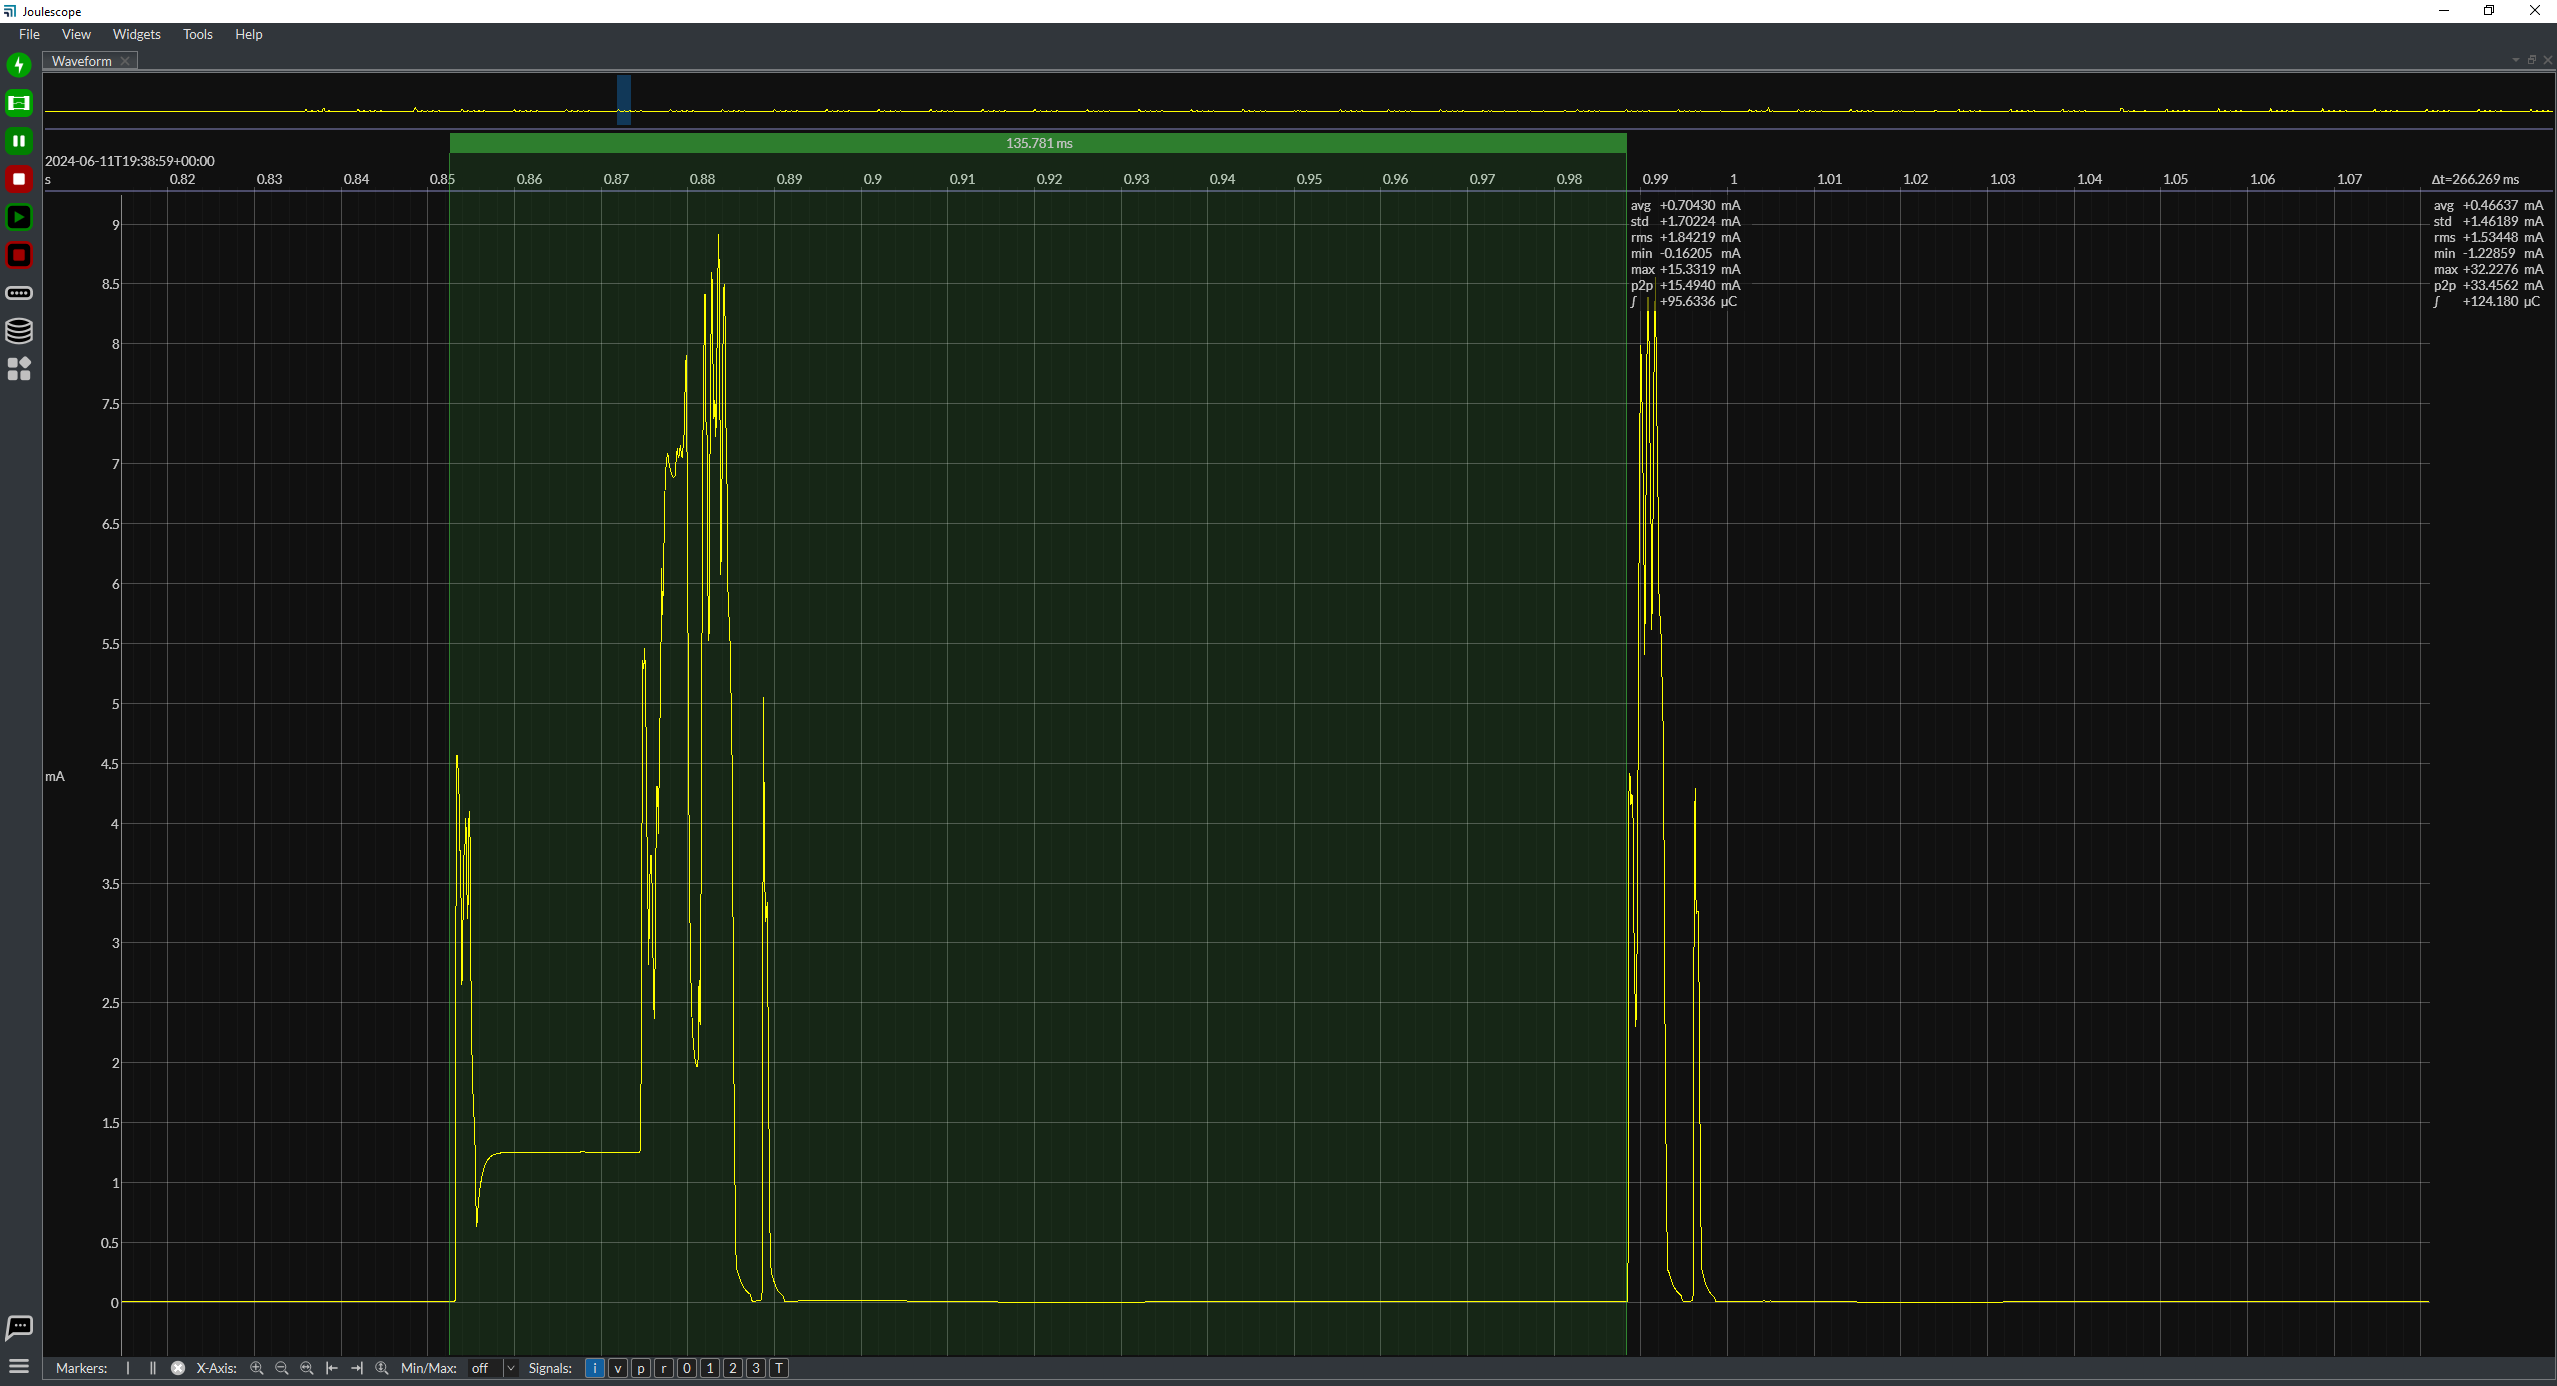 Joulescope
File View Widgets Tools Help
Waveform
135.781 ms
2024-06-11T19:38:59+00:00
s 0.82 0.83 0.84 0.85 0.86 0.87 0.88 0.89 0.9 0.91 0.92 0.93 0.94 0.95 0.96 0.97 0.98 0.99 1 1.01 1.02 1.03 1.04 1.05 1.06 1.07 Δt=266.269 ms
avg +0.70430 mA
std +1.70224 mA
rms +1.84219 mA
min -0.16205 mA
max +15.3319 mA
p2p +15.4940 mA
∫ +95.6336 µC
avg +0.46637 mA
std +1.46189 mA
rms +1.53448 mA
min -1.22859 mA
max +32.2276 mA
p2p +33.4562 mA
∫ +124.180 µC
9
8.5
8
7.5
7
6.5
6
5.5
5
4.5
mA
4
3.5
3
2.5
2
1.5
1
0.5
0
Markers: X-Axis: Min/Max: off Signals: i v p r 0 1 2 3 T